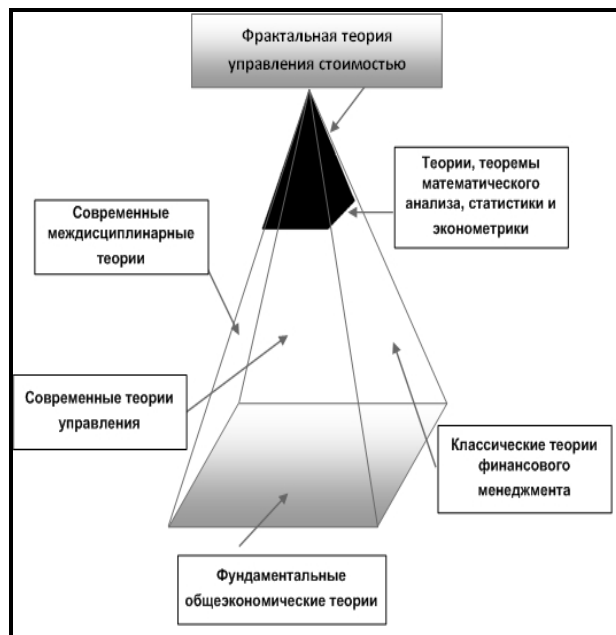 Фрактальная теория
управления стоимостью
Теории, теоремы
математического
анализа, статистики и
эконометрики
Современные
междисциплинарные
теории
Современные теории
управления
Классические теории
финансового
менеджмента
Фундаментальные
общеэкономические теории